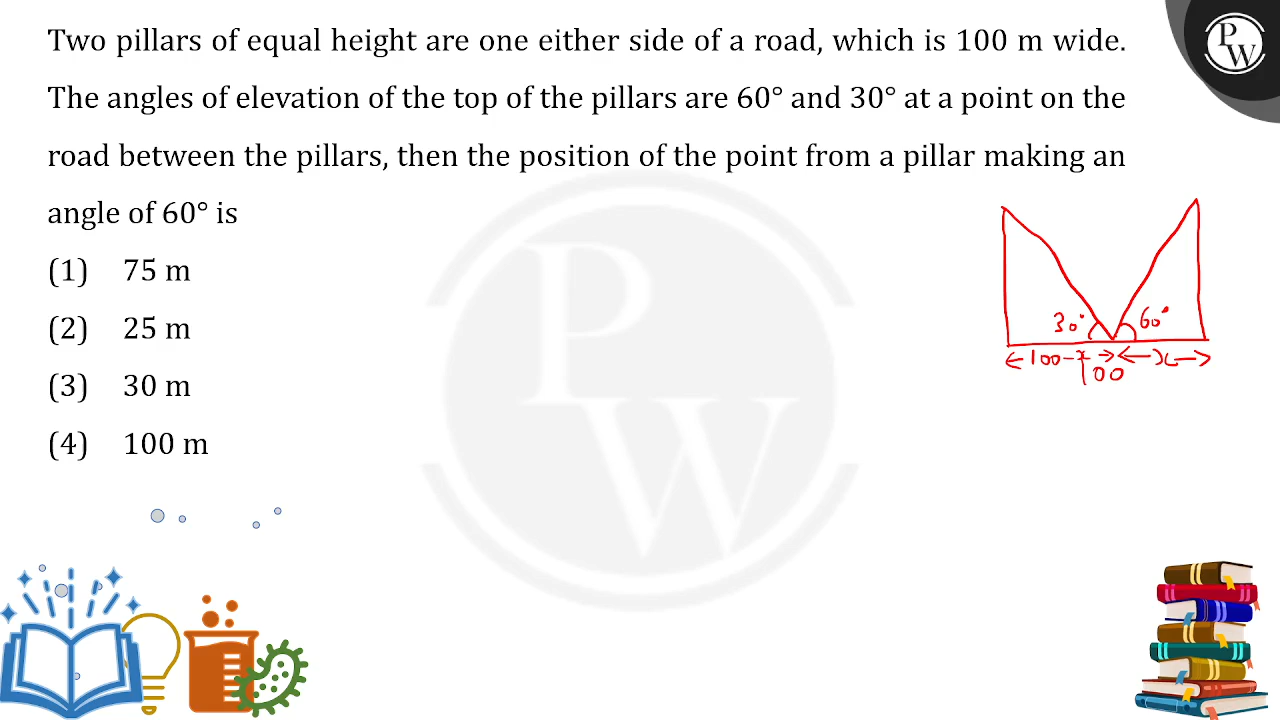 Two pillars of equal height are one either side of a road, which is 100 m wide.
The angles of elevation of the top of the pillars are 60° and 30° at a point on the
road between the pillars, then the position of the point from a pillar making an
angle of 60° is
(1) 75 m
(2) 25 m
(3) 30 m
(4) 100 m
30° 60°
100-x x
100
P
W
PW